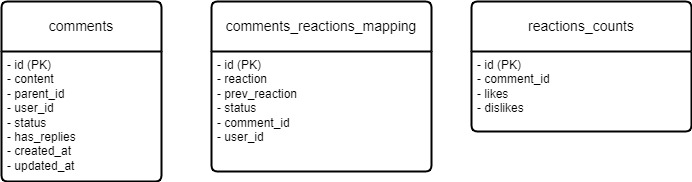 comments
- id (PK)
- content
- parent_id
- user_id
- status
- has_replies
- created_at
- updated_at
comments_reactions_mapping
- id (PK)
- reaction
- prev_reaction
- status
- comment_id
- user_id
reactions_counts
- id (PK)
- comment_id
- likes
- dislikes